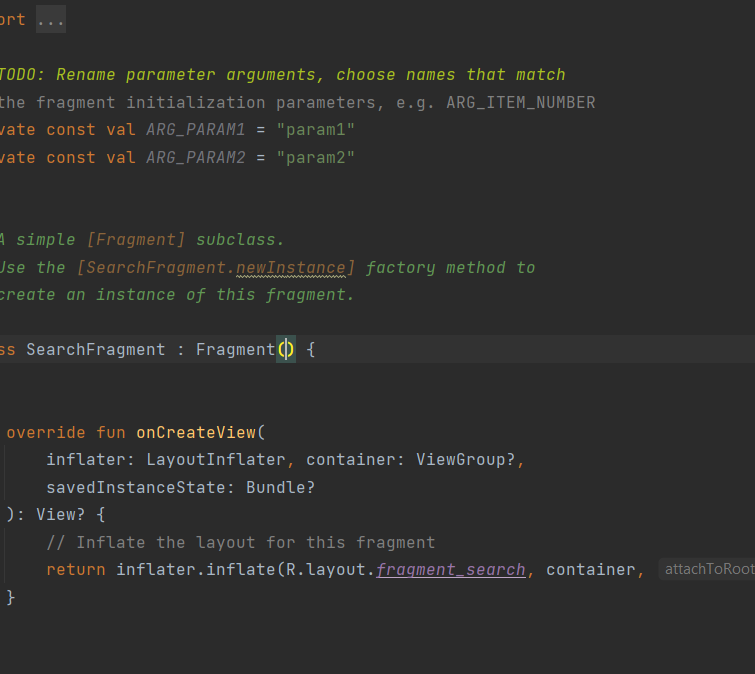 ort ...
TODO: Rename parameter arguments, choose names that match
the fragment initialization parameters, e.g. ARG_ITEM_NUMBER
vate const val ARG_PARAM1 = "param1"
vate const val ARG_PARAM2 = "param2"
A simple [Fragment] subclass.
Use the [SearchFragment.newInstance] factory method to
create an instance of this fragment.
ss SearchFragment : Fragment() {
override fun onCreateView(
inflater: LayoutInflater, container: ViewGroup?,
savedInstanceState: Bundle?
): View? {
// Inflate the layout for this fragment
return inflater.inflate(R.layout.fragment_search, container, attachToRoot
}